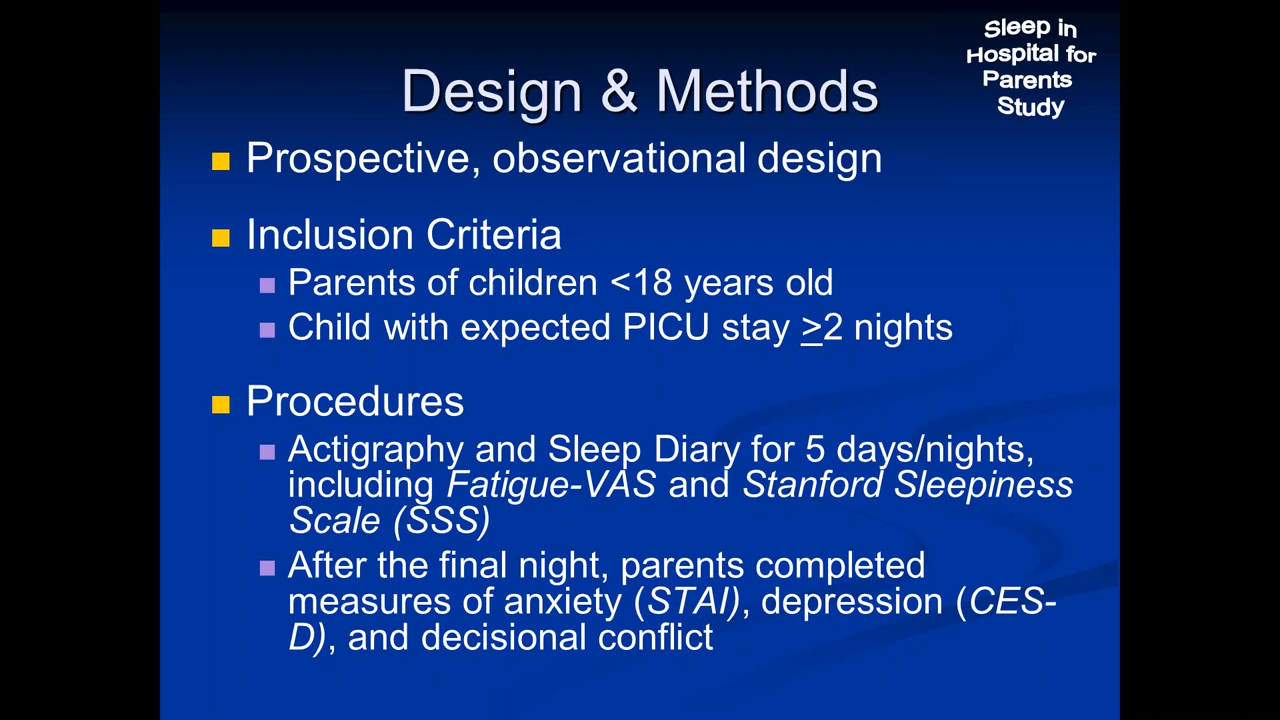 Sleep in
Hospital for
Parents
Study
Design & Methods
Prospective, observational design
Inclusion Criteria
Parents of children <18 years old
Child with expected PICU stay >2 nights
Procedures
Actigraphy and Sleep Diary for 5 days/nights,
including Fatigue-VAS and Stanford Sleepiness
Scale (SSS)
After the final night, parents completed
measures of anxiety (STAI), depression (CES-
D), and decisional conflict